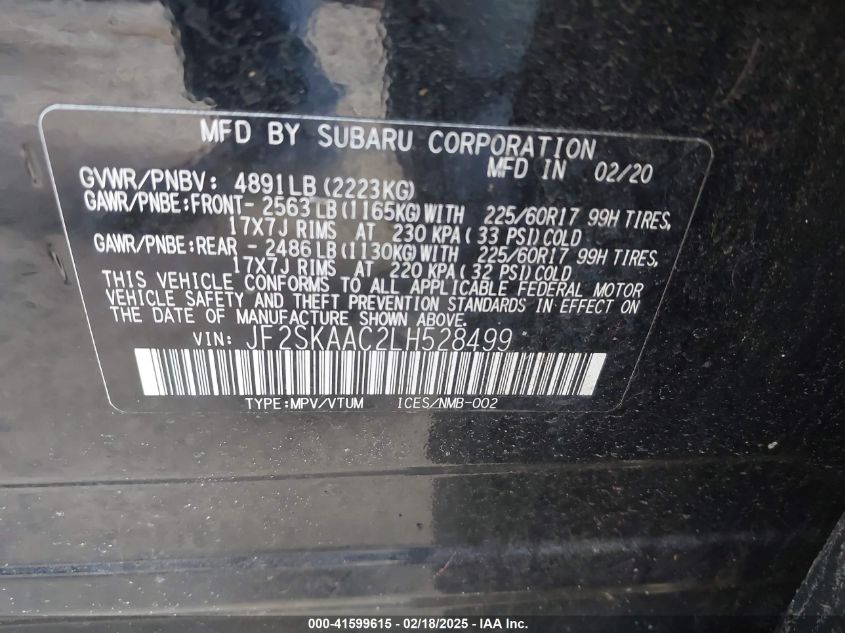 MFD BY SUBARU CORPORATION
MFD IN 02/20
GVWR/PNBV: 4891LB (2223KG)
GAWR/PNBE:FRONT- 2563LB(1165KG)WITH 225/60R17 99H TIRES,
17X7J RIMS AT 230 KPA(33 PSI)COLD
GAWR/PNBE:REAR - 2486LB(1130KG)WITH 225/60R17 99H TIRES,
17X7J RIMS AT 220 KPA(32 PSI)COLD
THIS VEHICLE CONFORMS TO ALL APPLICABLE FEDERAL MOTOR
VEHICLE SAFETY AND THEFT PREVENTION STANDARDS IN EFFECT ON
THE DATE OF MANUFACTURE SHOWN ABOVE.
VIN: JF2SKAAC2LH528499
TYPE:MPV/VTUM ICES/NMB-002
000-41599615 - 02/18/2025 - IAA Inc.